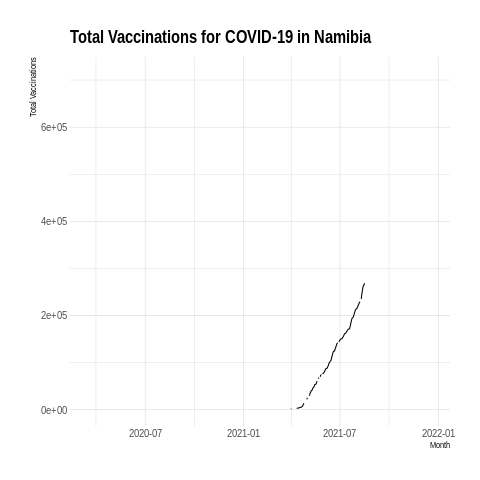 Total Vaccinations for COVID-19 in Namibia
Total Vaccinations
6e+05
4e+05
2e+05
0e+00
2020-07 2021-01 2021-07 2022-01
Month